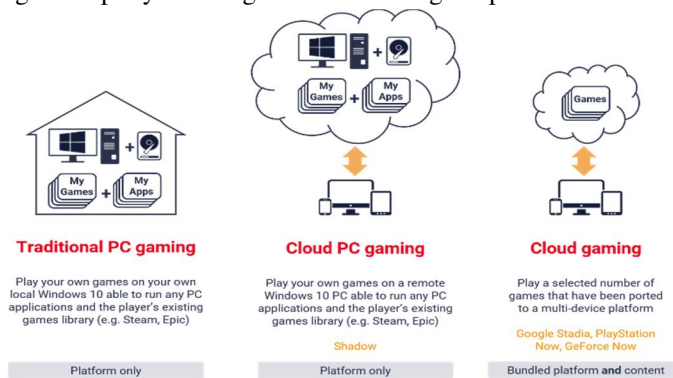 My Games + My Apps
Games
My Games + My Apps
Traditional PC gaming
Play your own games on your own
local Windows 10 able to run any PC
applications and the player's existing
games library (e.g. Steam, Epic)
Platform only
Cloud PC gaming
Play your own games on a remote
Windows 10 PC able to run any PC
applications and the player's existing
games library (e.g. Steam, Epic)
Shadow
Platform only
Cloud gaming
Play a selected number of
games that have been ported
to a multi-device platform
Google Stadia, PlayStation
Now, GeForce Now
Bundled platform and content